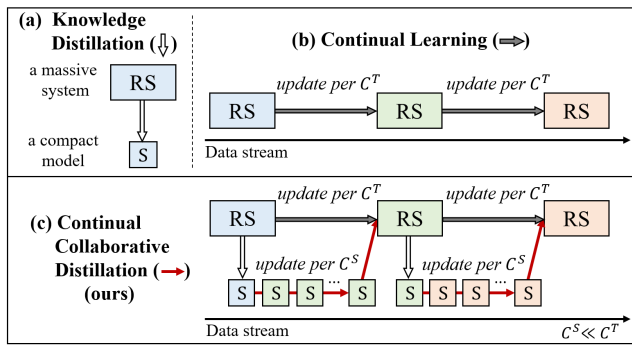 (a) Knowledge
Distillation (⇩)
a massive
system
RS
a compact
model
S
(b) Continual Learning (⇒)
update per C^T update per C^T
RS RS RS
Data stream
(c) Continual
Collaborative
Distillation (→)
(ours)
update per C^T update per C^T
RS RS RS
update per C^S update per C^S
S S S ... S S S S ... S
Data stream
C^S ≪ C^T